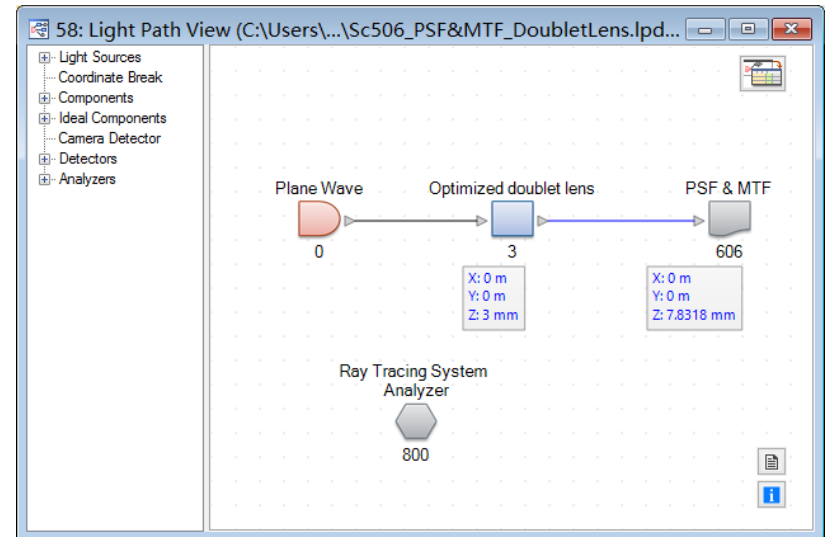 58: Light Path View (C:\Users\...\Sc506_PSF&MTF_DoubletLens.lpd...
Light Sources
Coordinate Break
Components
Ideal Components
Camera Detector
Detectors
Analyzers
Plane Wave
Optimized doublet lens
PSF & MTF
0
3
606
X: 0 m
Y: 0 m
Z: 3 mm
X: 0 m
Y: 0 m
Z: 7.8318 mm
Ray Tracing System
Analyzer
800